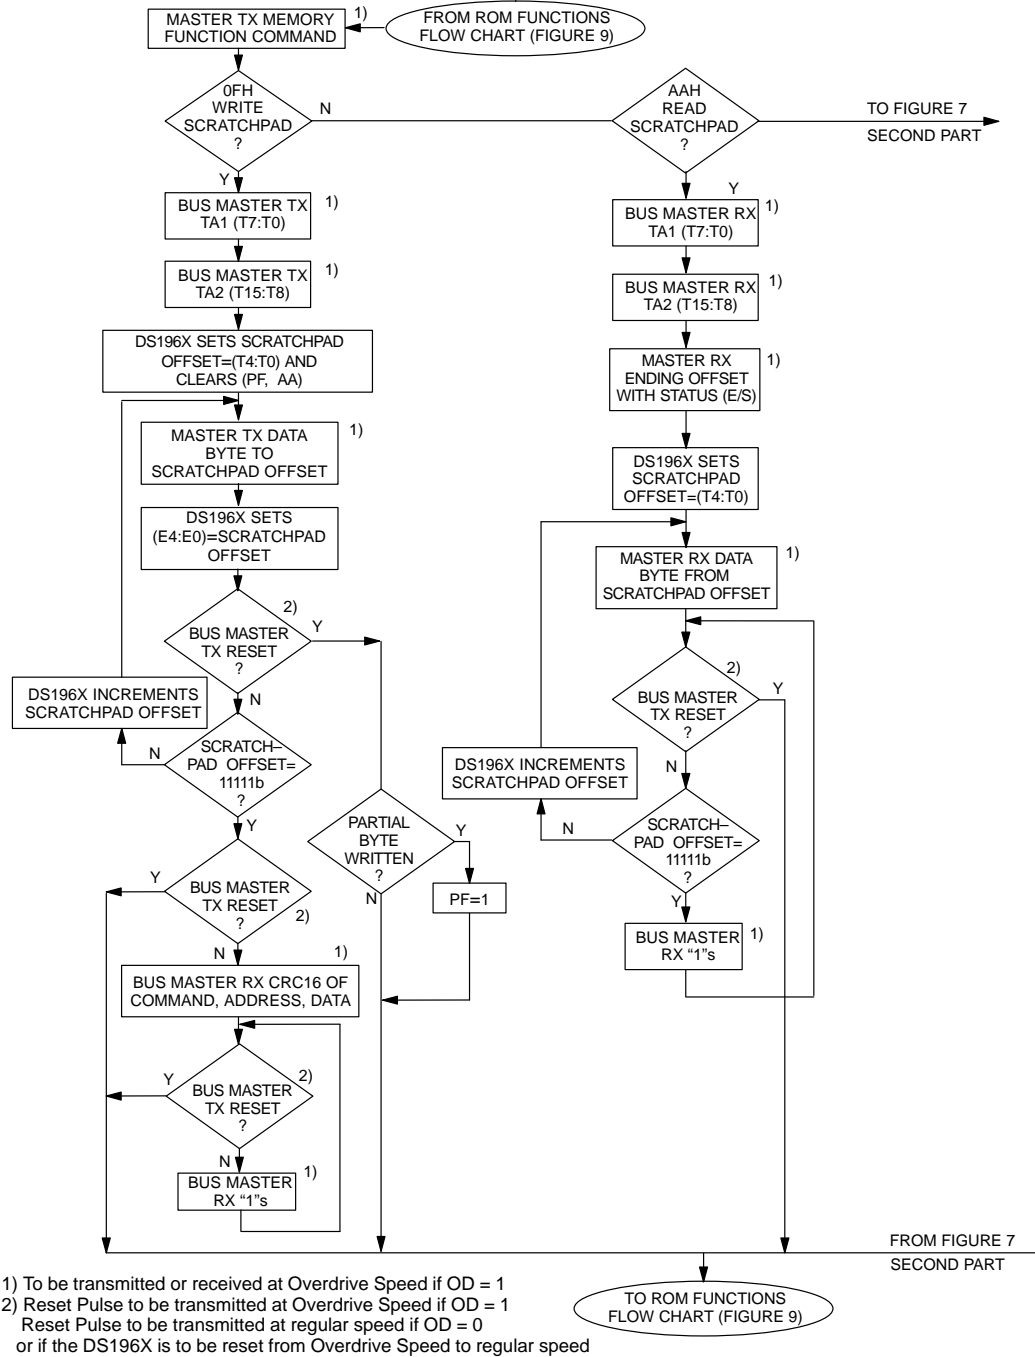 MASTER TX MEMORY
FUNCTION COMMAND
1)
FROM ROM FUNCTIONS
FLOW CHART (FIGURE 9)
0FH
WRITE
SCRATCHPAD
?
N
Y
AAH
READ
SCRATCHPAD
?
Y
TO FIGURE 7
SECOND PART
BUS MASTER TX
TA1 (T7:T0)
1)
BUS MASTER TX
TA2 (T15:T8)
1)
DS196X SETS SCRATCHPAD
OFFSET=(T4:T0) AND
CLEARS (PF, AA)
MASTER TX DATA
BYTE TO
SCRATCHPAD OFFSET
1)
DS196X SETS
(E4:E0)=SCRATCHPAD
OFFSET
BUS MASTER
TX RESET
?
2)
Y
N
DS196X INCREMENTS
SCRATCHPAD OFFSET
SCRATCH–
PAD OFFSET=
11111b
?
N
Y
BUS MASTER
TX RESET
?
2)
Y
N
PARTIAL
BYTE
WRITTEN
?
Y
N
PF=1
BUS MASTER RX CRC16 OF
COMMAND, ADDRESS, DATA
1)
BUS MASTER
TX RESET
?
2)
Y
N
BUS MASTER
RX “1”s
1)
BUS MASTER RX
TA1 (T7:T0)
1)
BUS MASTER RX
TA2 (T15:T8)
1)
MASTER RX
ENDING OFFSET
WITH STATUS (E/S)
1)
DS196X SETS
SCRATCHPAD
OFFSET=(T4:T0)
MASTER RX DATA
BYTE FROM
SCRATCHPAD OFFSET
1)
BUS MASTER
TX RESET
?
2)
Y
N
DS196X INCREMENTS
SCRATCHPAD OFFSET
SCRATCH–
PAD OFFSET=
11111b
?
N
Y
BUS MASTER
RX “1”s
1)
FROM FIGURE 7
SECOND PART
TO ROM FUNCTIONS
FLOW CHART (FIGURE 9)
1) To be transmitted or received at Overdrive Speed if OD = 1
2) Reset Pulse to be transmitted at Overdrive Speed if OD = 1
Reset Pulse to be transmitted at regular speed if OD = 0
or if the DS196X is to be reset from Overdrive Speed to regular speed